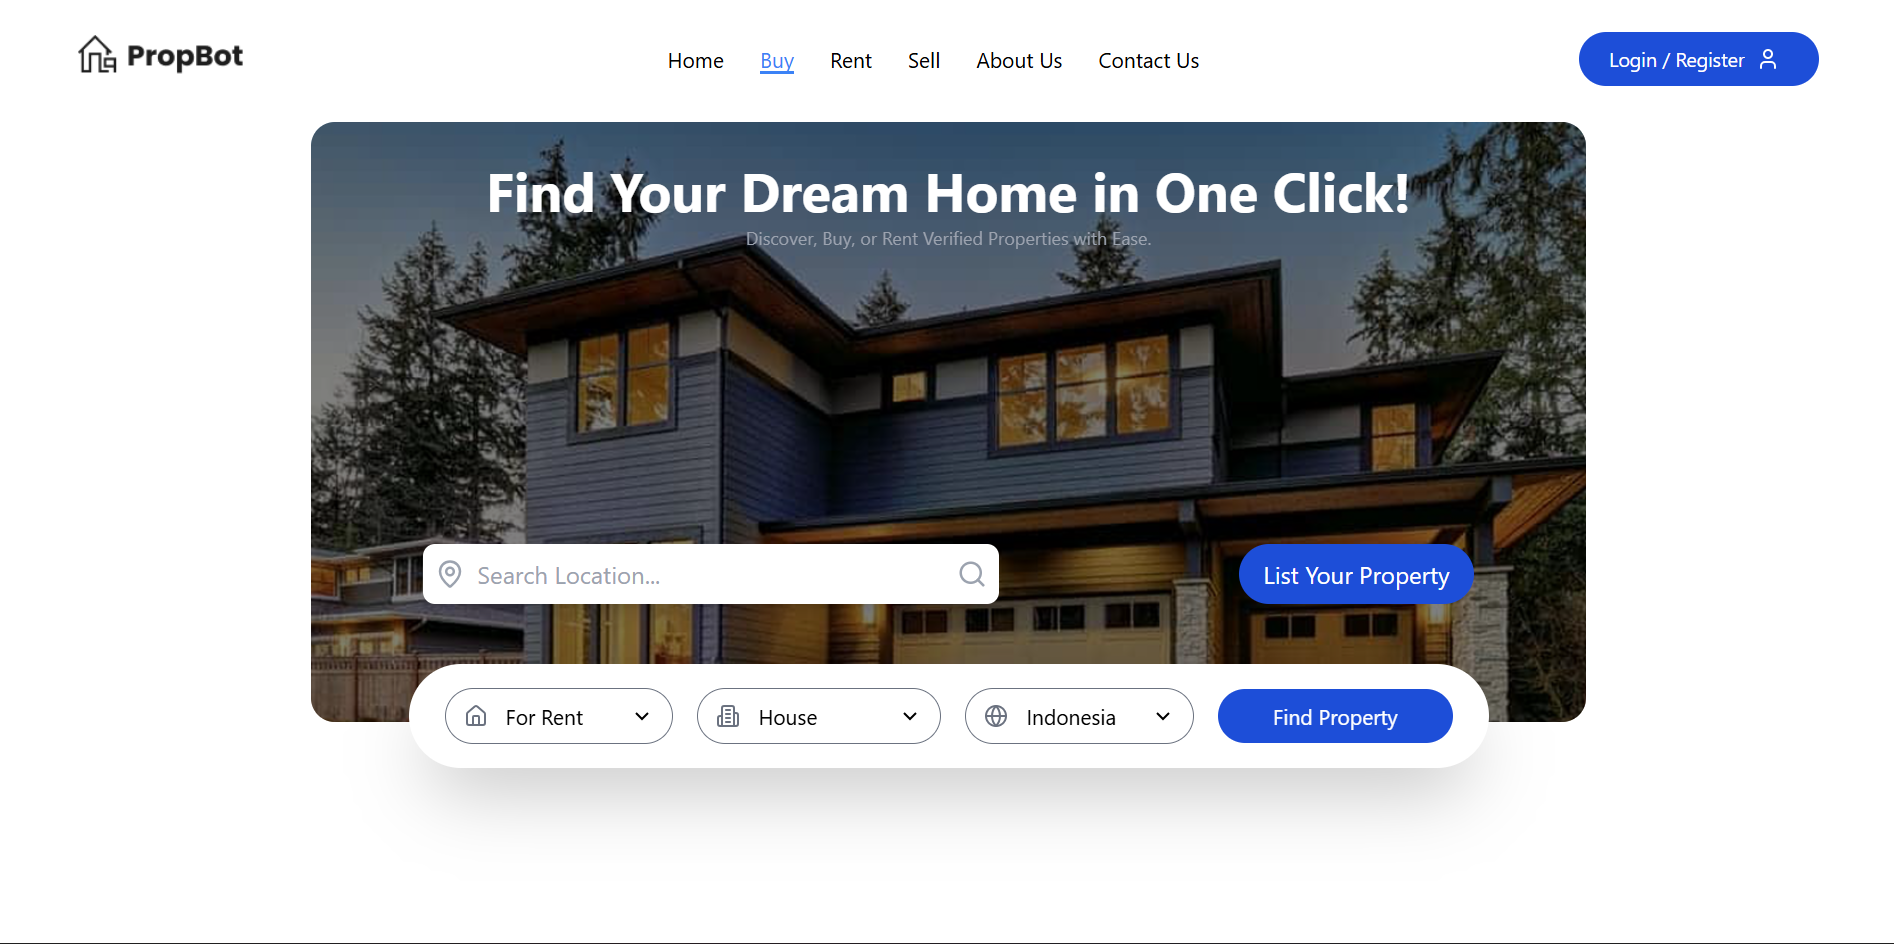 PropBot
Home Buy Rent Sell About Us Contact Us
Login / Register
Find Your Dream Home in One Click!
Discover, Buy, or Rent Verified Properties with Ease.
Search Location...
List Your Property
For Rent House Indonesia Find Property